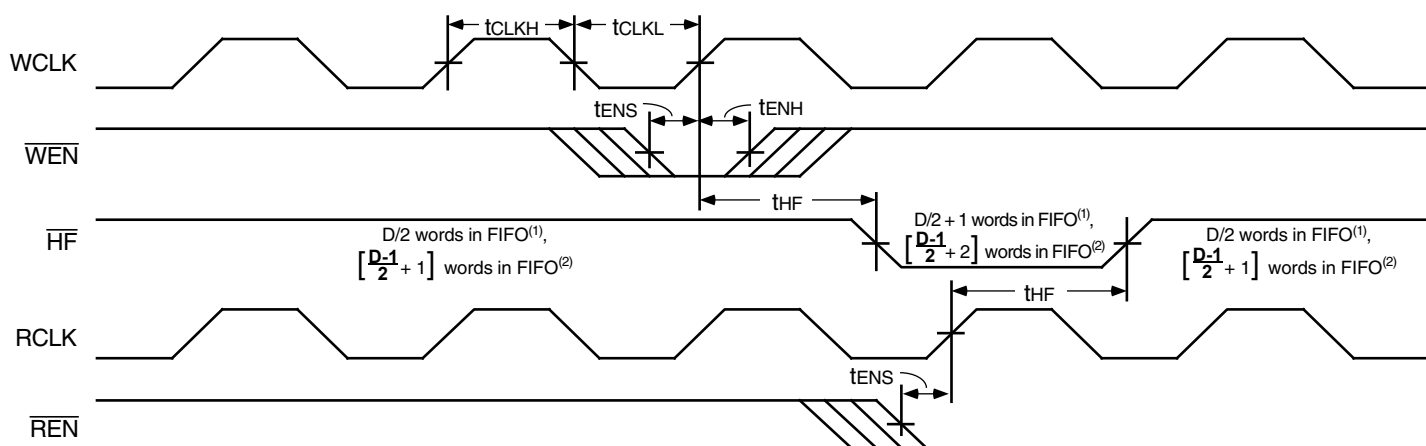 tCLKH
tCLKL
WCLK
tENS
tENH
WEN
tHF
HF
D/2 words in FIFO(1),
[D-1/2 + 1] words in FIFO(2)
D/2 + 1 words in FIFO(1),
[D-1/2 + 2] words in FIFO(2)
D/2 words in FIFO(1),
[D-1/2 + 1] words in FIFO(2)
tHF
RCLK
tENS
REN